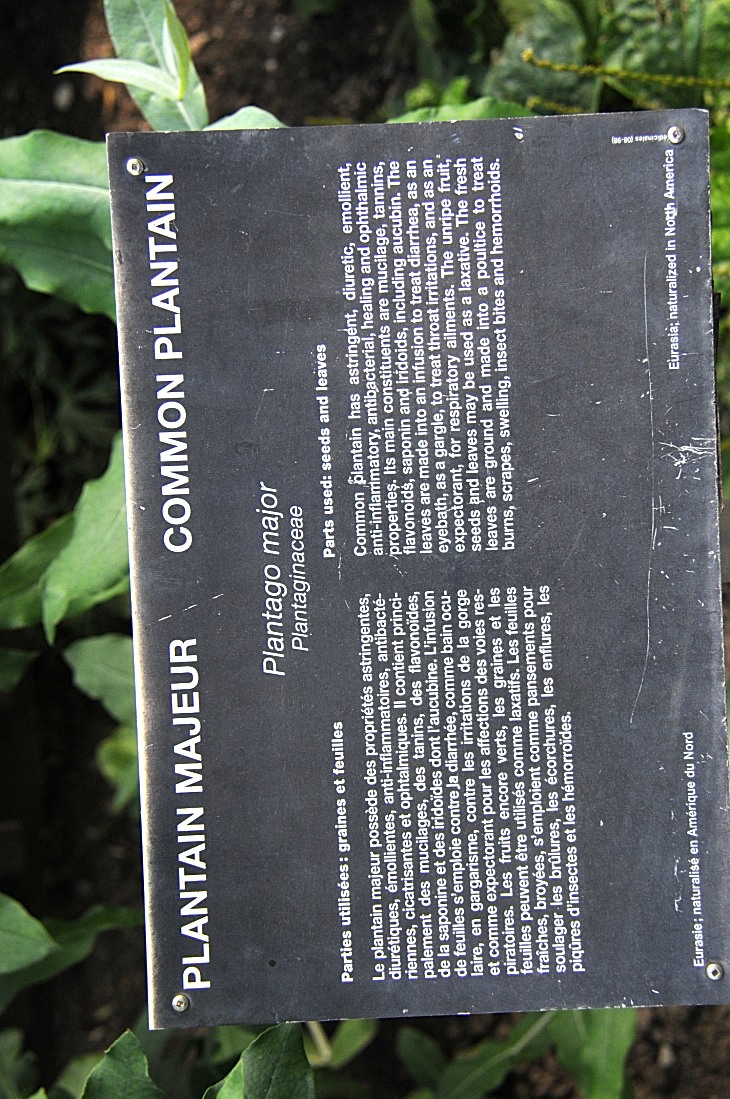 PLANTAIN MAJEUR
COMMON PLANTAIN
Plantago major
Plantaginaceae
Parties utilisées : graines et feuilles
Le plantain majeur possède des propriétés astringentes,
diurétiques, émollientes, anti-inflammatoires, antibacté-
riennes, cicatrisantes et ophtalmiques. Il contient princi-
palement des mucilages, des tanins, des flavonoïdes,
de la saponine et des iridoïdes dont l'aucubine. L'infusion
de feuilles s'emploie contre la diarrhée, comme bain ocu-
laire, en gargarisme, contre les irritations de la gorge
et comme expectorant pour les affections des voies res-
piratoires. Les fruits encore verts, les graines et les
feuilles peuvent être utilisés comme laxatifs. Les feuilles
fraîches, broyées, s'emploient comme pansements pour
soulager les brûlures, les écorchures, les enflures, les
piqûres d'insectes et les hémorroïdes.
Parts used: seeds and leaves
Common plantain has astringent, diuretic, emollient,
anti-inflammatory, antibacterial, healing and ophthalmic
properties. Its main constituents are mucilage, tannins,
flavonoids, saponin and iridoids, including aucubin. The
leaves are made into an infusion to treat diarrhea, as an
eyebath, as a gargle, to treat throat irritations, and as an
expectorant, for respiratory ailments. The unripe fruit,
seeds and leaves may be used as a laxative. The fresh
leaves are ground and made into a poultice to treat
burns, scrapes, swelling, insect bites and hemorrhoids.
Eurasie ; naturalisé en Amérique du Nord
Eurasia; naturalized in North America
édicinales (08-98)